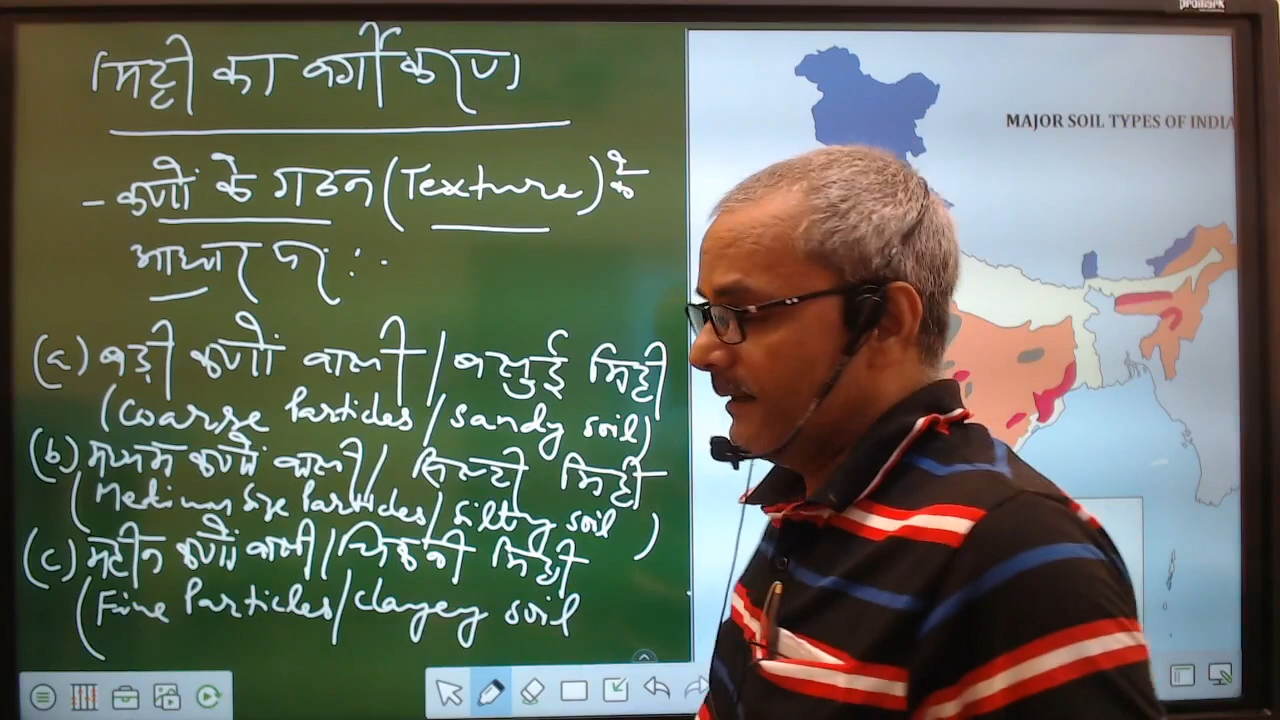 promark
मिट्टी का वर्गीकरण
MAJOR SOIL TYPES OF INDIA
- कणों के गठन (Texture) के
आधार पर :-
(a) बड़ी कणों वाली / बलुई मिट्टी
(Coarse Particles / Sandy soil)
(b) मध्यम कणों वाली / सिल्टी मिट्टी
(Medium Size Particles / Silty soil)
(c) महीन कणों वाली / चिकनी मिट्टी
(Fine Particles / Clayey soil